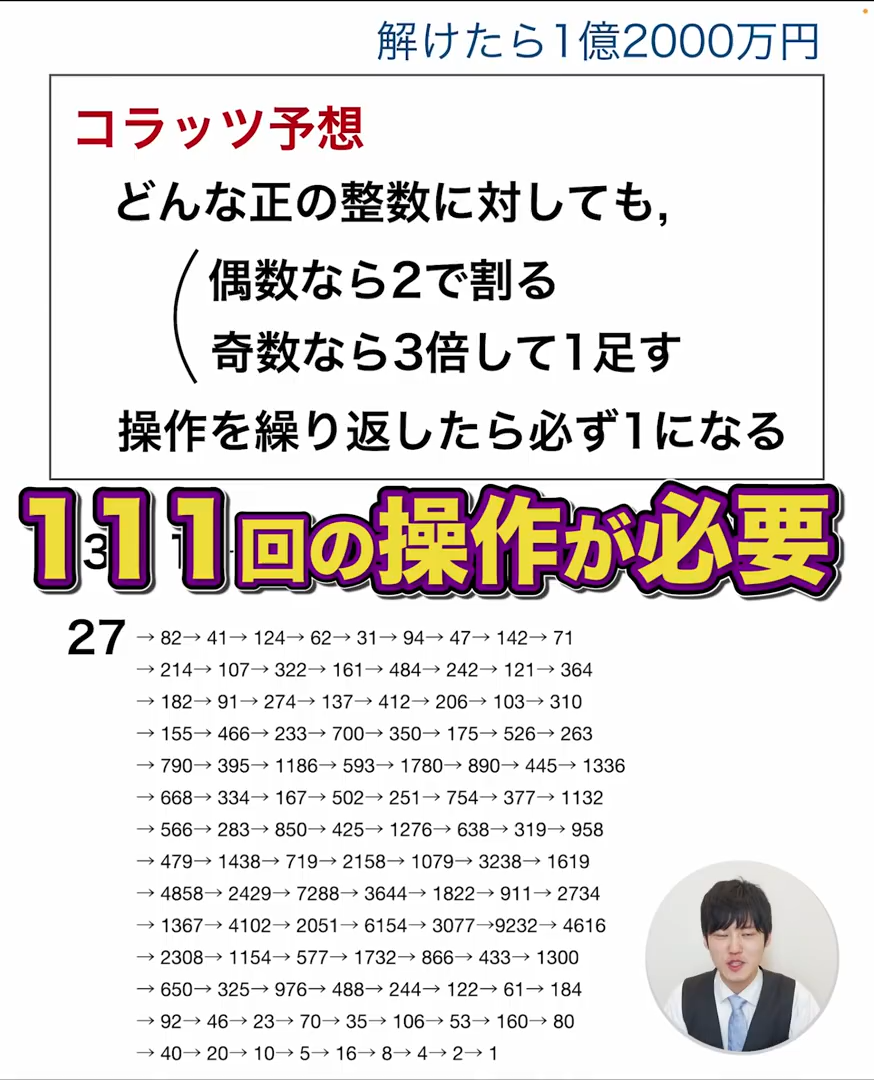 解けたら1億2000万円
コラッツ予想
どんな正の整数に対しても,
偶数なら2で割る
奇数なら3倍して1足す
操作を繰り返したら必ず1になる
111回の操作が必要
27 → 82→ 41→ 124→ 62→ 31→ 94→ 47→ 142→ 71
→ 214→ 107→ 322→ 161→ 484→ 242→ 121→ 364
→ 182→ 91→ 274→ 137→ 412→ 206→ 103→ 310
→ 155→ 466→ 233→ 700→ 350→ 175→ 526→ 263
→ 790→ 395→ 1186→ 593→ 1780→ 890→ 445→ 1336
→ 668→ 334→ 167→ 502→ 251→ 754→ 377→ 1132
→ 566→ 283→ 850→ 425→ 1276→ 638→ 319→ 958
→ 479→ 1438→ 719→ 2158→ 1079→ 3238→ 1619
→ 4858→ 2429→ 7288→ 3644→ 1822→ 911→ 2734
→ 1367→ 4102→ 2051→ 6154→ 3077→9232→ 4616
→ 2308→ 1154→ 577→ 1732→ 866→ 433→ 1300
→ 650→ 325→ 976→ 488→ 244→ 122→ 61→ 184
→ 92→ 46→ 23→ 70→ 35→ 106→ 53→ 160→ 80
→ 40→ 20→ 10→ 5→ 16→ 8→ 4→ 2→ 1